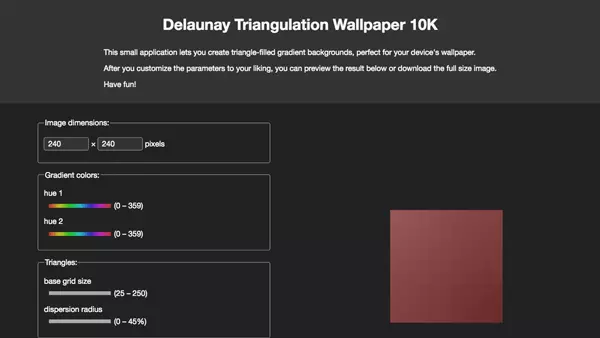 Delaunay Triangulation Wallpaper 10K
This small application lets you create triangle-filled gradient backgrounds, perfect for your device's wallpaper.
After you customize the parameters to your liking, you can preview the result below or download the full size image.
Have fun!
Image dimensions:
240 × 240 pixels
Gradient colors:
hue 1
(0 – 359)
hue 2
(0 – 359)
Triangles:
base grid size
(25 – 250)
dispersion radius
(0 – 45%)